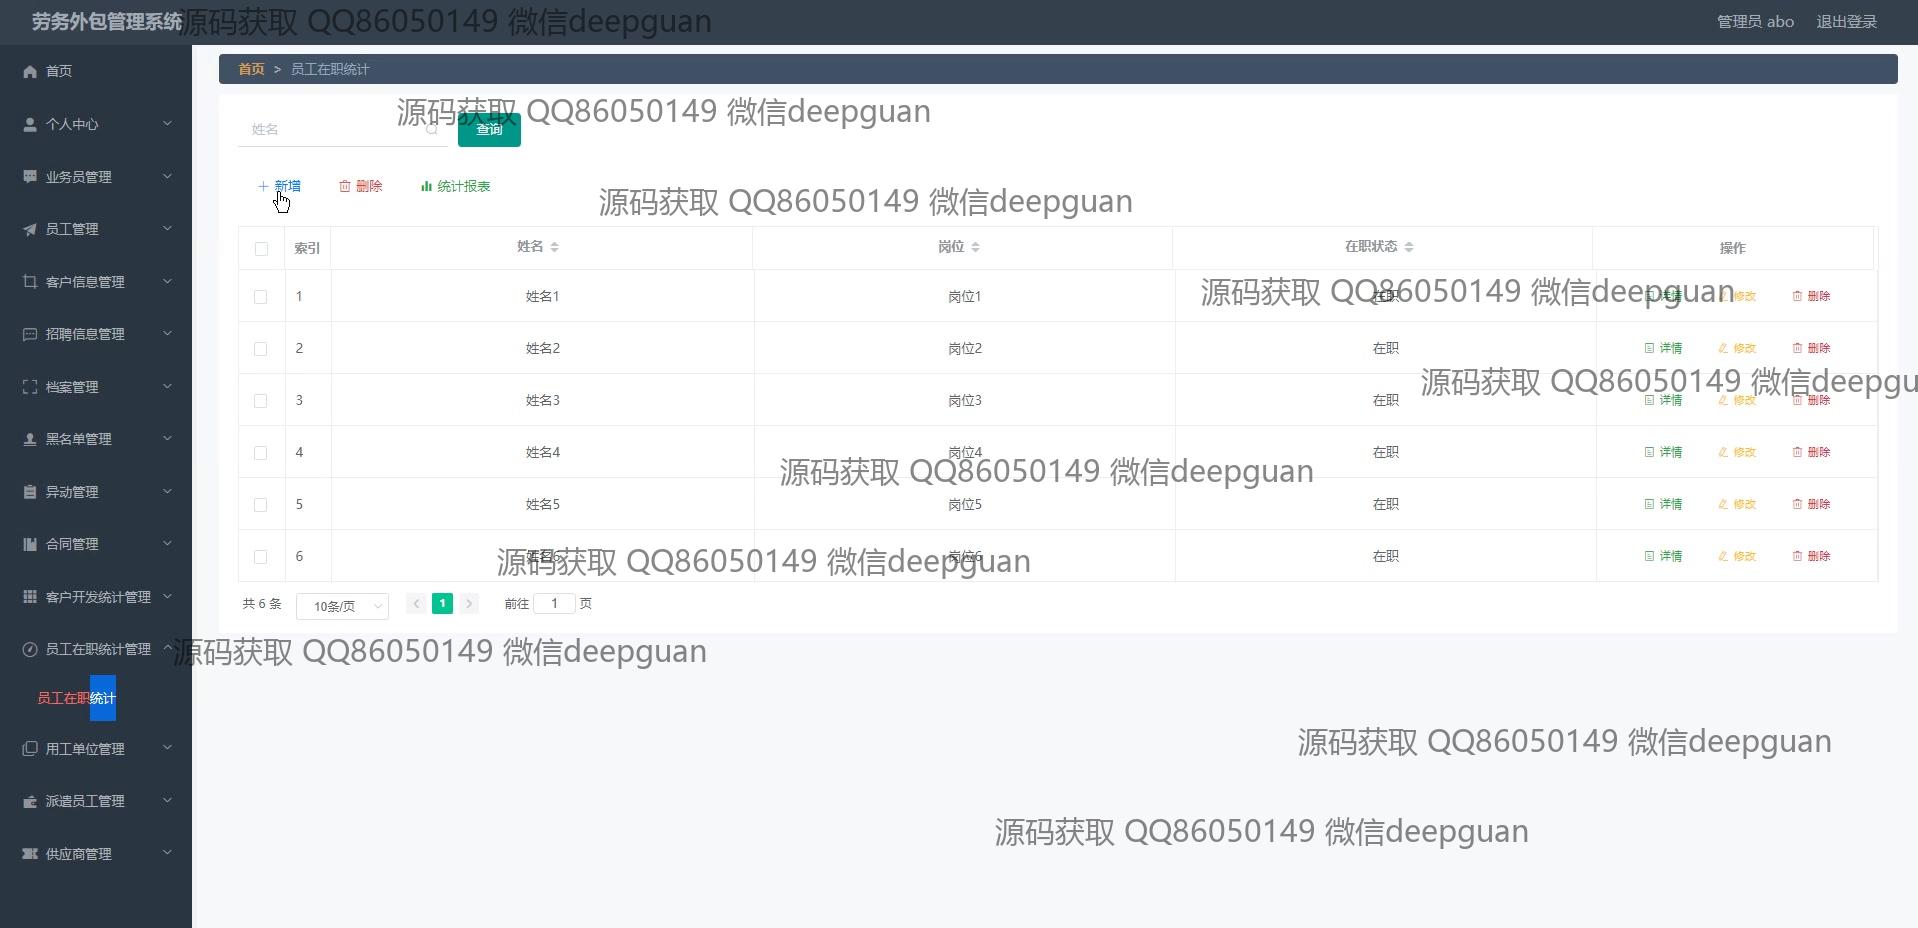 劳务外包管理系统
源码获取 QQ86050149 微信deepguan
管理员 abo 退出登录
首页
个人中心
业务员管理
员工管理
客户信息管理
招聘信息管理
档案管理
黑名单管理
异动管理
合同管理
客户开发统计管理
员工在职统计管理
员工在职统计
用工单位管理
派遣员工管理
供应商管理
首页 > 员工在职统计
源码获取 QQ86050149 微信deepguan
姓名 查询
新增 删除 统计报表
源码获取 QQ86050149 微信deepguan
索引 姓名 岗位 在职状态 操作
1 姓名1 岗位1 在职 详情 修改 删除
源码获取 QQ86050149 微信deepguan
2 姓名2 岗位2 在职 详情 修改 删除
源码获取 QQ86050149 微信deepgu
3 姓名3 岗位3 在职 详情 修改 删除
4 姓名4 岗位4 在职 详情 修改 删除
源码获取 QQ86050149 微信deepguan
5 姓名5 岗位5 在职 详情 修改 删除
6 姓名6 岗位6 在职 详情 修改 删除
源码获取 QQ86050149 微信deepguan
共 6 条 10条/页 1 前往 1 页
源码获取 QQ86050149 微信deepguan
源码获取 QQ86050149 微信deepguan
源码获取 QQ86050149 微信deepguan